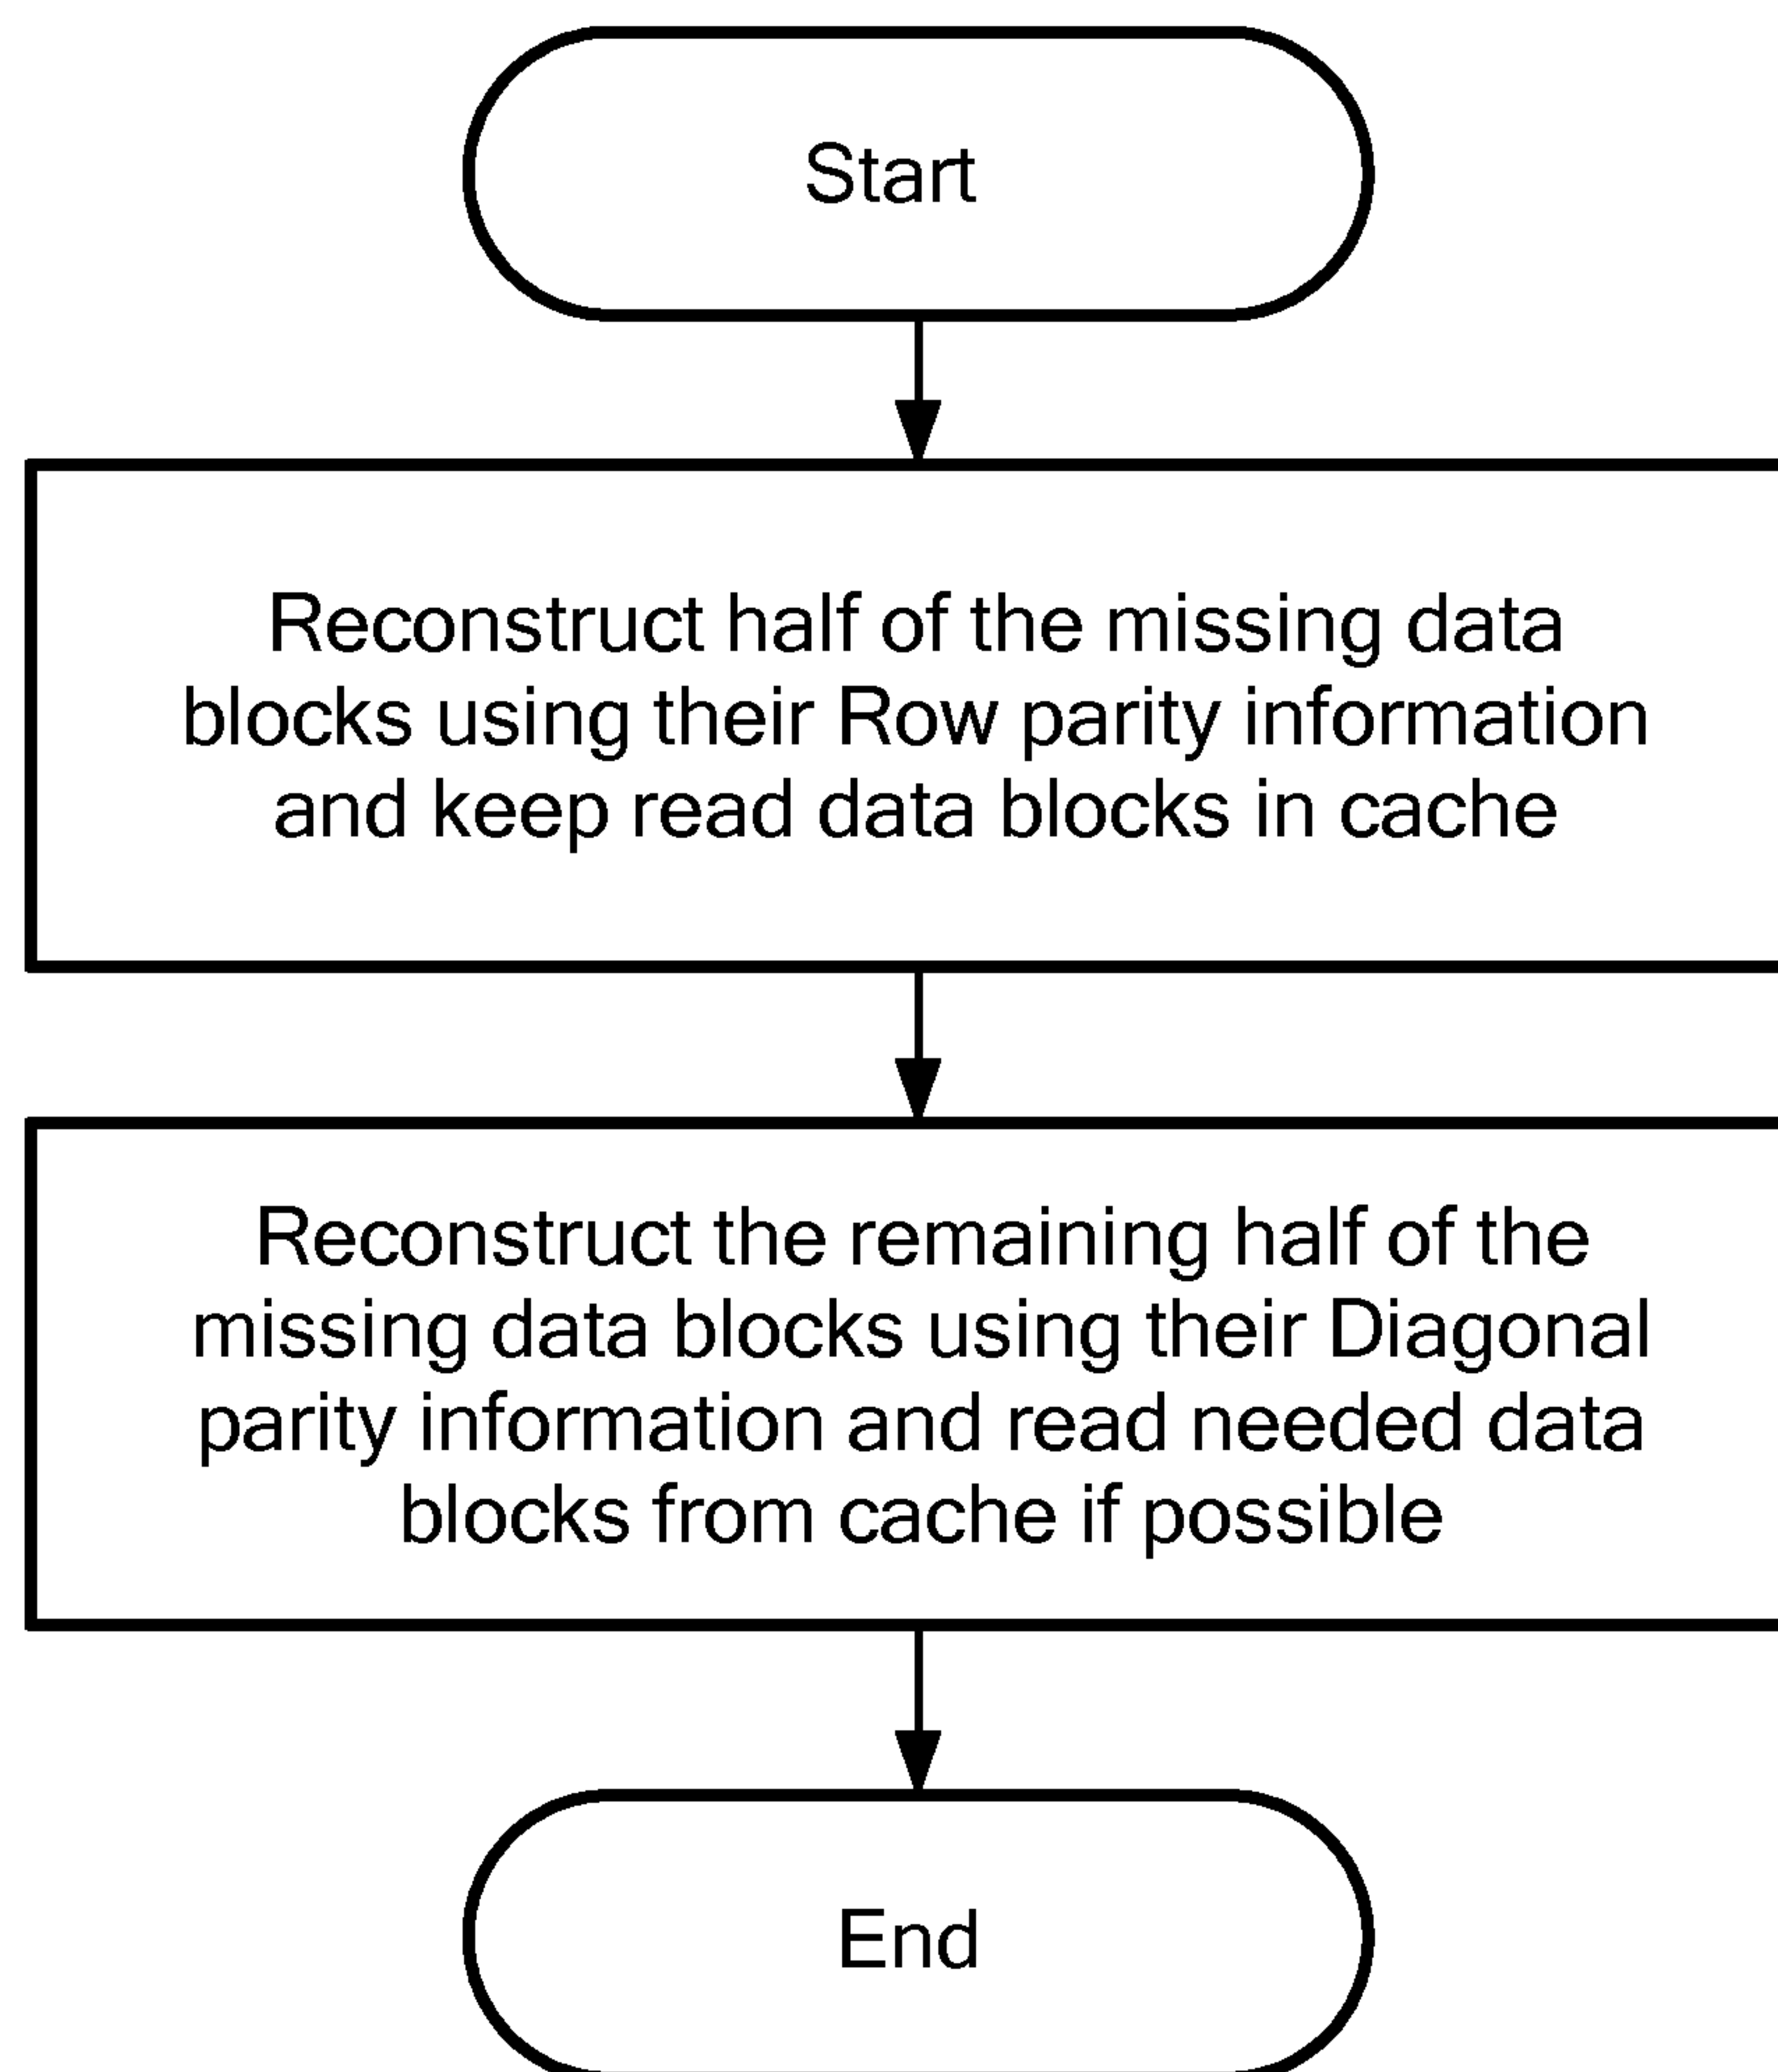 Start
Reconstruct half of the missing data
blocks using their Row parity information
and keep read data blocks in cache
Reconstruct the remaining half of the
missing data blocks using their Diagonal
parity information and read needed data
blocks from cache if possible
End